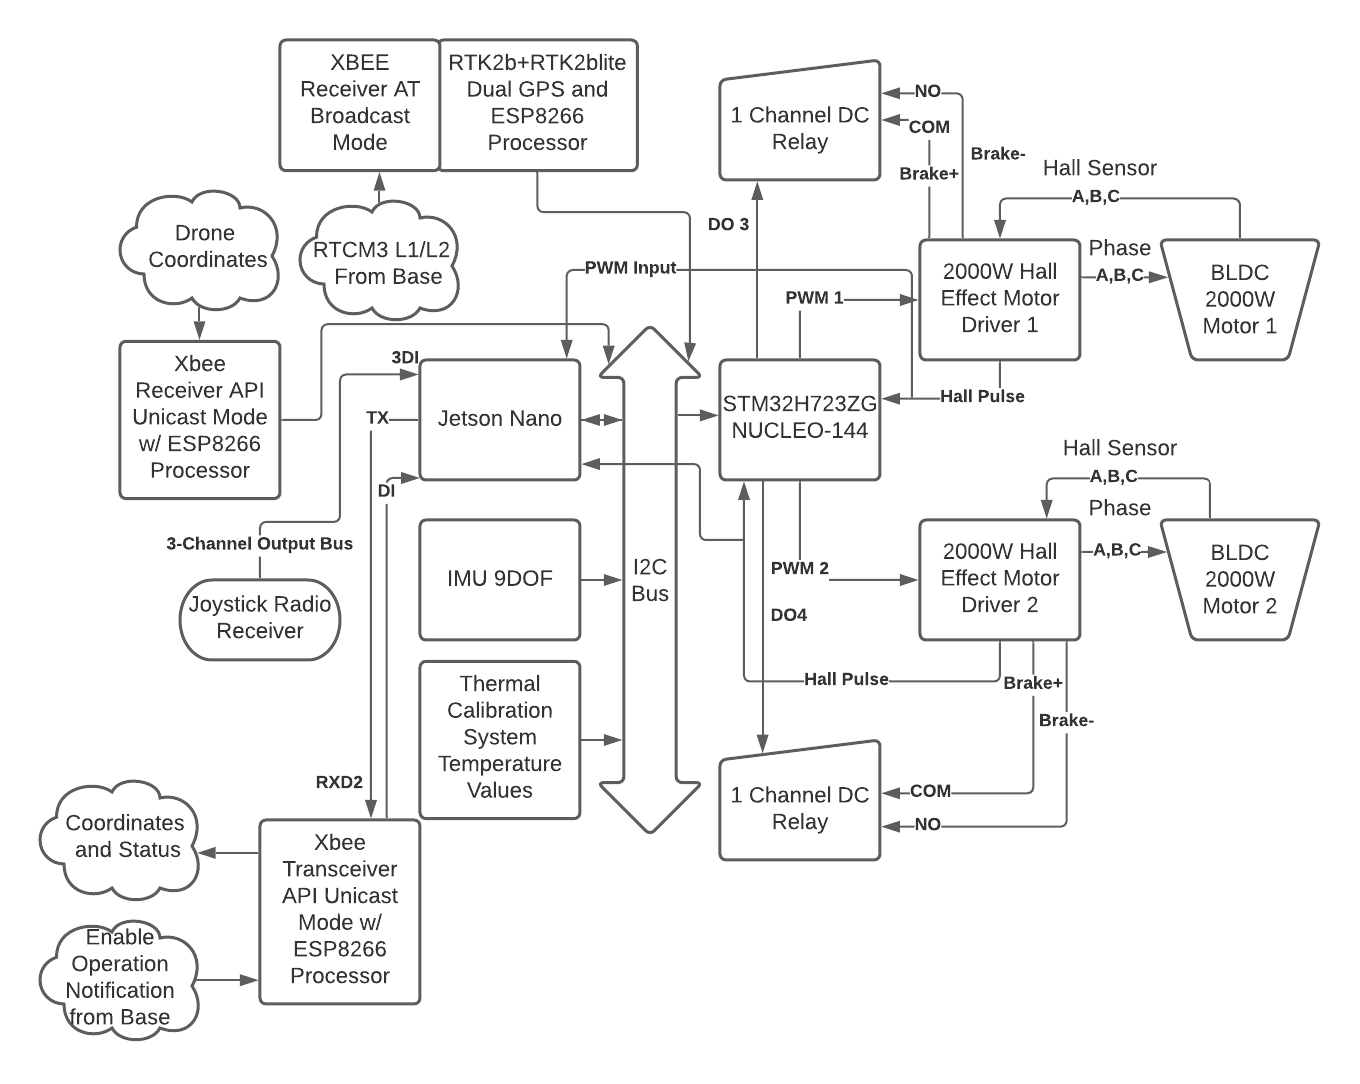 XBEE
Receiver AT
Broadcast
Mode
RTK2b+RTK2blite
Dual GPS and
ESP8266
Processor
1 Channel DC
Relay
NO
COM
Brake-
Brake+
Hall Sensor
A,B,C
Drone
Coordinates
RTCM3 L1/L2
From Base
DO 3
PWM Input
PWM 1
2000W Hall
Effect Motor
Driver 1
Phase
A,B,C
BLDC
2000W
Motor 1
Xbee
Receiver API
Unicast Mode
w/ ESP8266
Processor
3DI
TX
Jetson Nano
DI
STM32H723ZG
NUCLEO-144
Hall Pulse
Hall Sensor
A,B,C
Phase
A,B,C
3-Channel Output Bus
Joystick Radio
Receiver
IMU 9DOF
I2C
Bus
PWM 2
DO4
2000W Hall
Effect Motor
Driver 2
BLDC
2000W
Motor 2
Thermal
Calibration
System
Temperature
Values
Hall Pulse
Brake+
Brake-
RXD2
1 Channel DC
Relay
COM
NO
Coordinates
and Status
Xbee
Transceiver
API Unicast
Mode w/
ESP8266
Processor
Enable
Operation
Notification
from Base